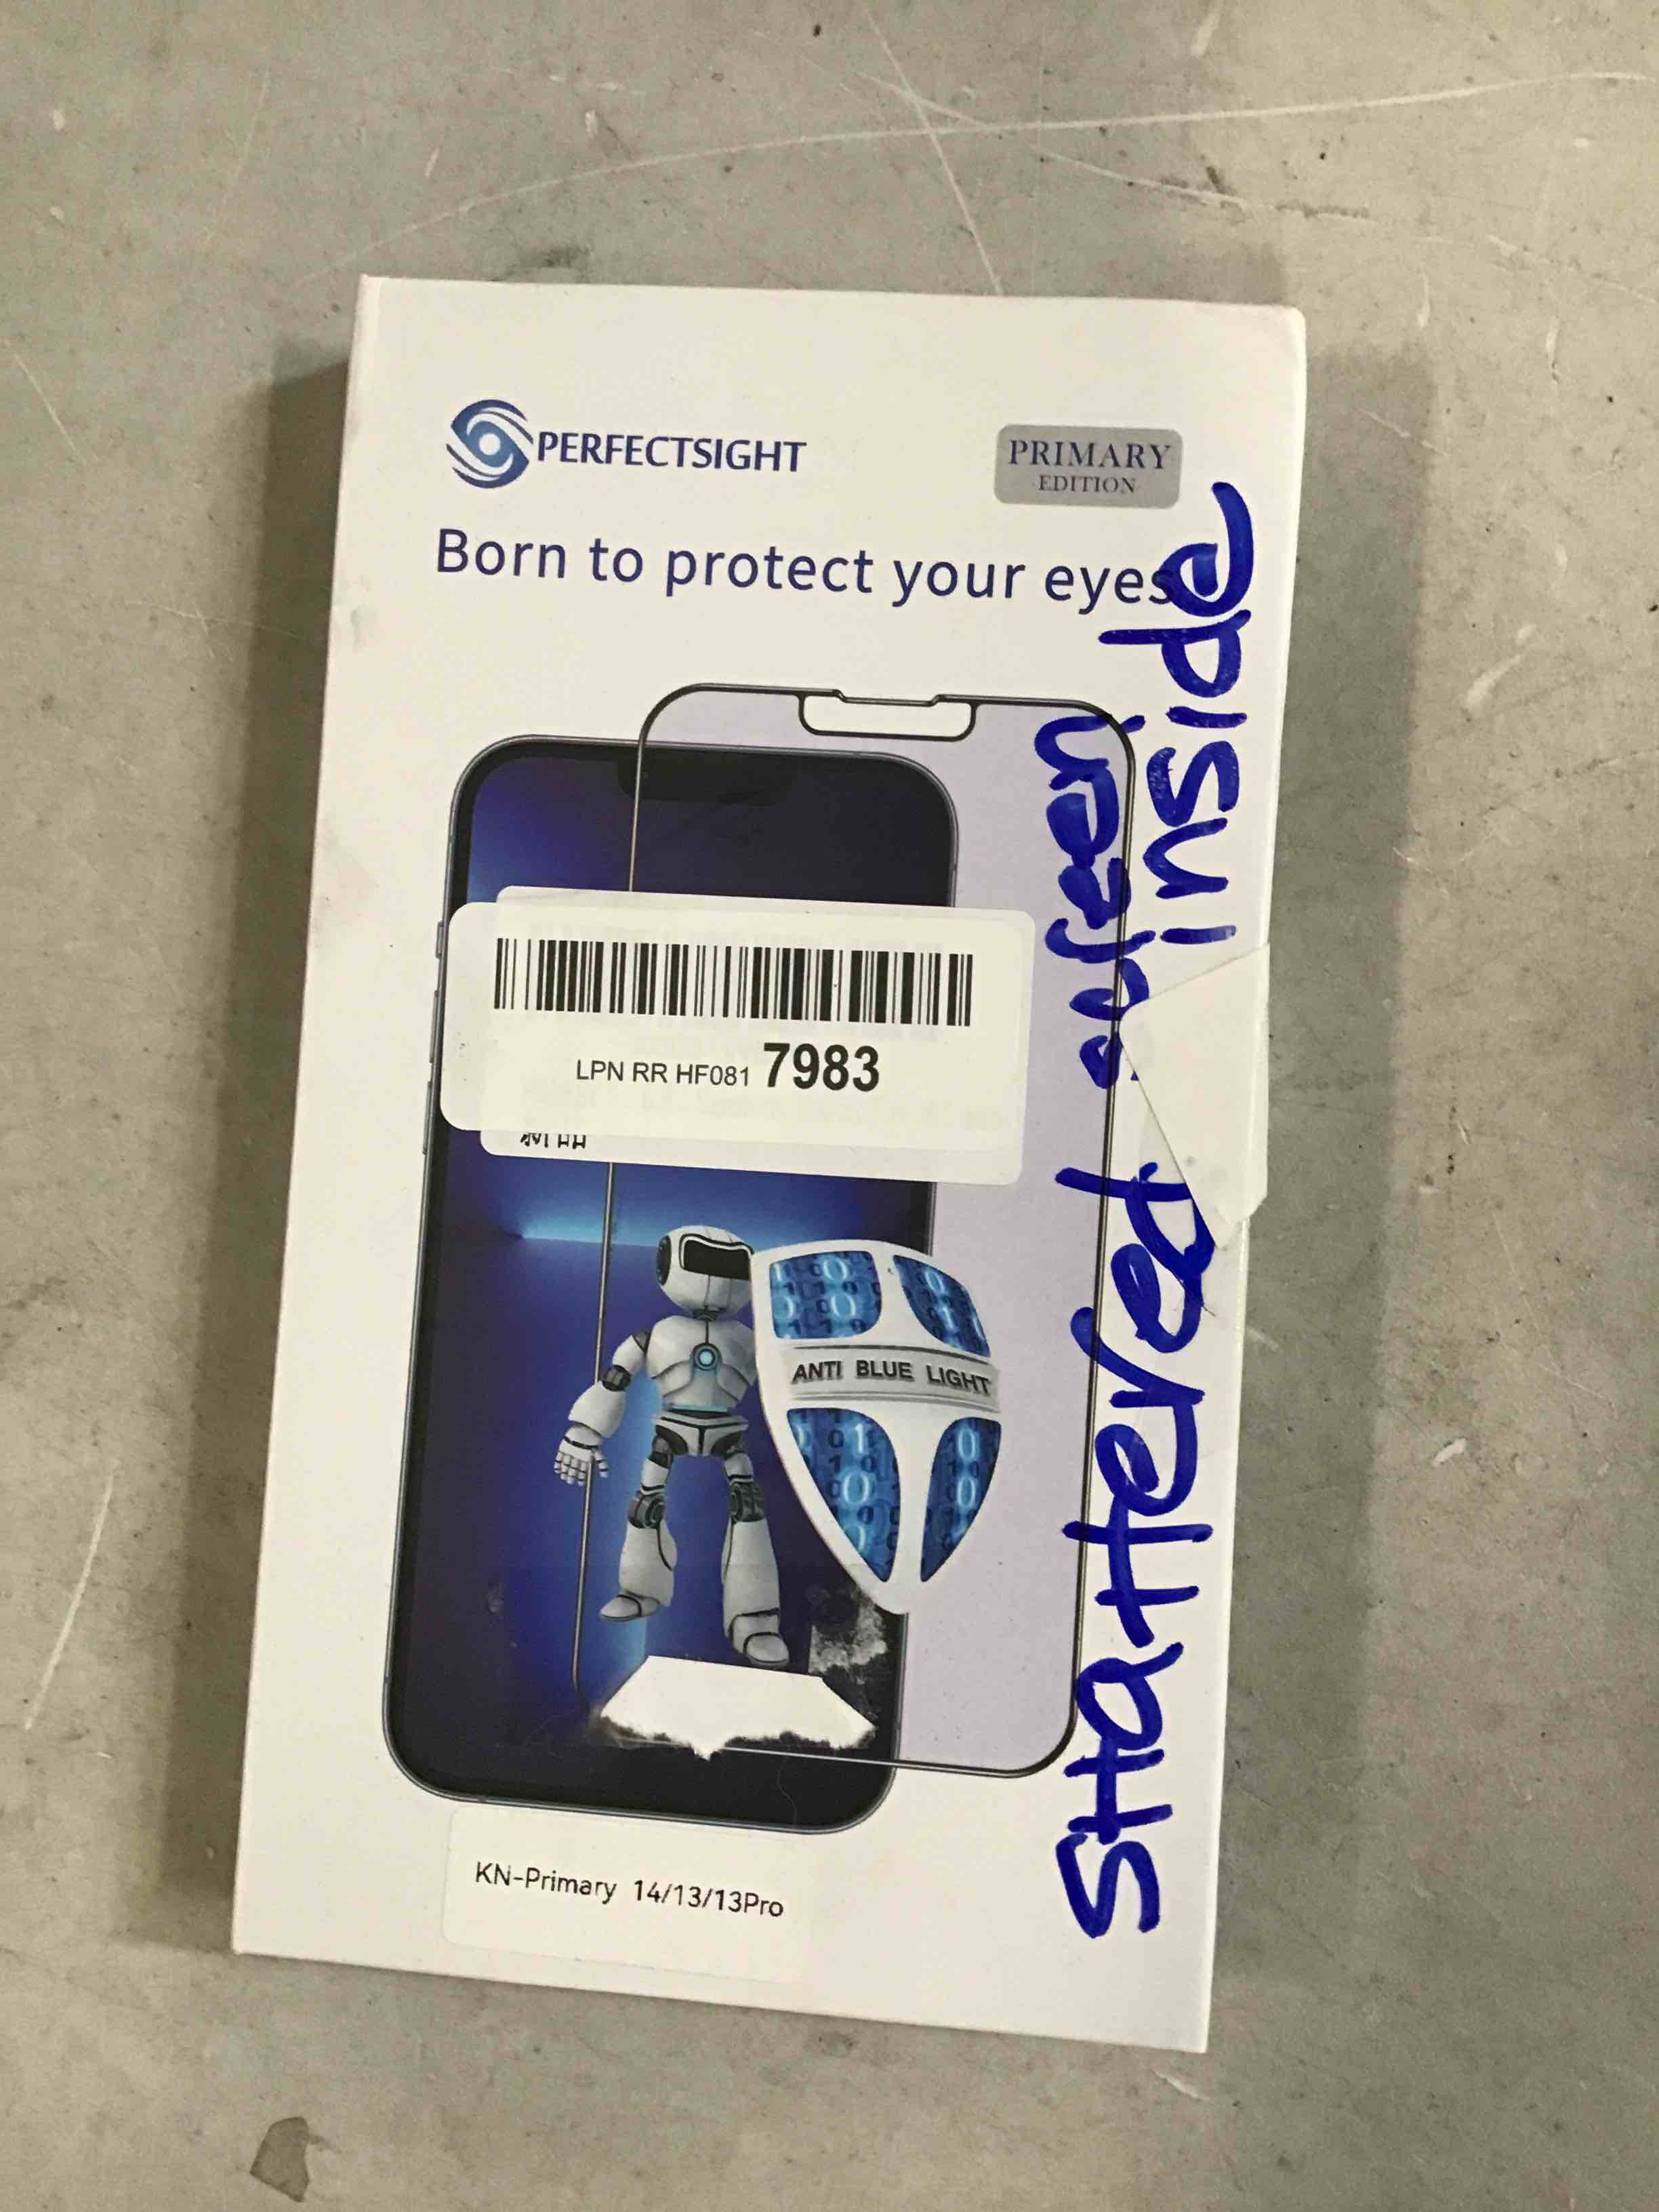 PERFECTSIGHT
PRIMARY
EDITION
Born to protect your eyes
LPN RR HF081 7983
ANTI BLUE LIGHT
KN-Primary 14/13/13Pro
SHattered screen
inside